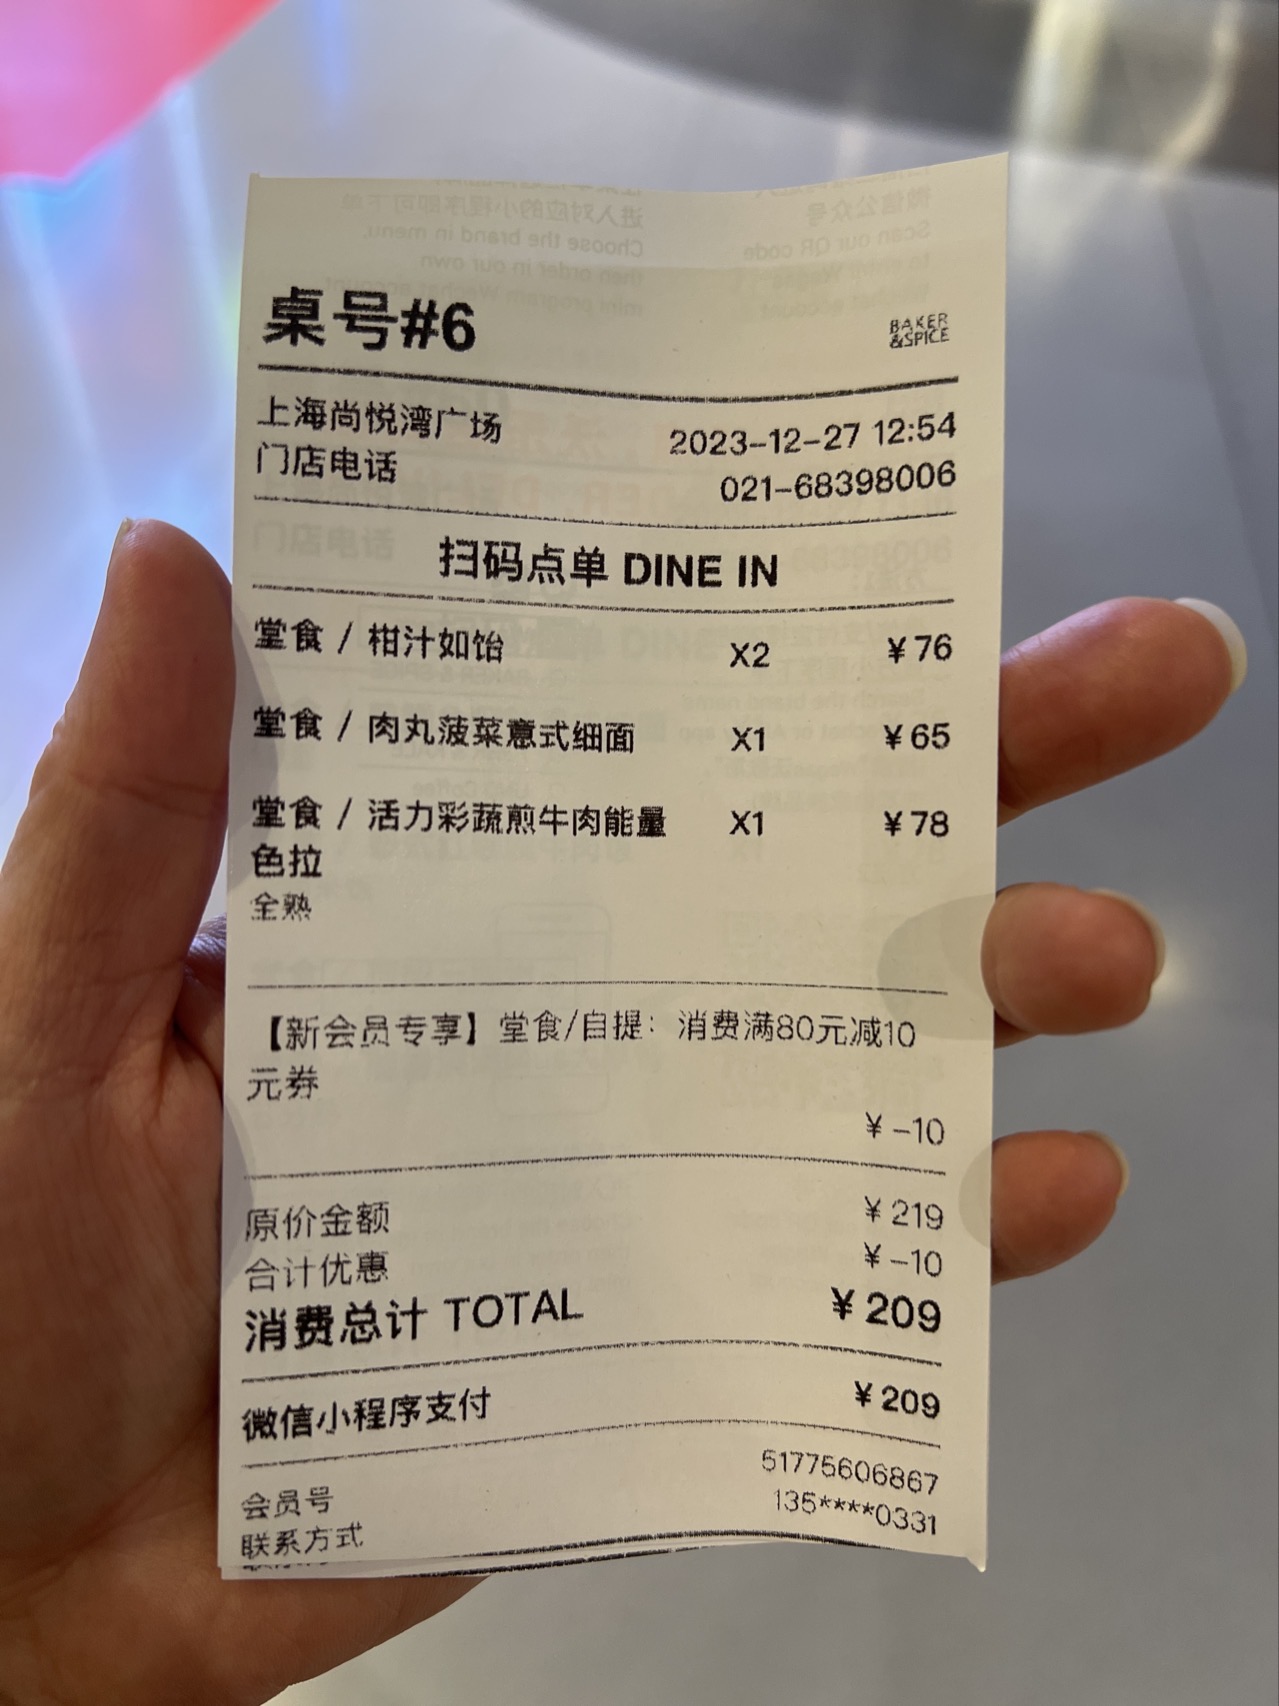 桌号#6
BAKER
&SPICE
上海尚悦湾广场 2023-12-27 12:54
门店电话 021-68398006
扫码点单 DINE IN
堂食 / 柑汁如饴 X2 ¥76
堂食 / 肉丸菠菜意式细面 X1 ¥65
堂食 / 活力彩蔬煎牛肉能量 X1 ¥78
色拉
全熟
【新会员专享】堂食/自提：消费满80元减10
元券
¥-10
原价金额 ¥219
合计优惠 ¥-10
消费总计 TOTAL ¥209
微信小程序支付 ¥209
会员号 51775606867
联系方式 135****0331